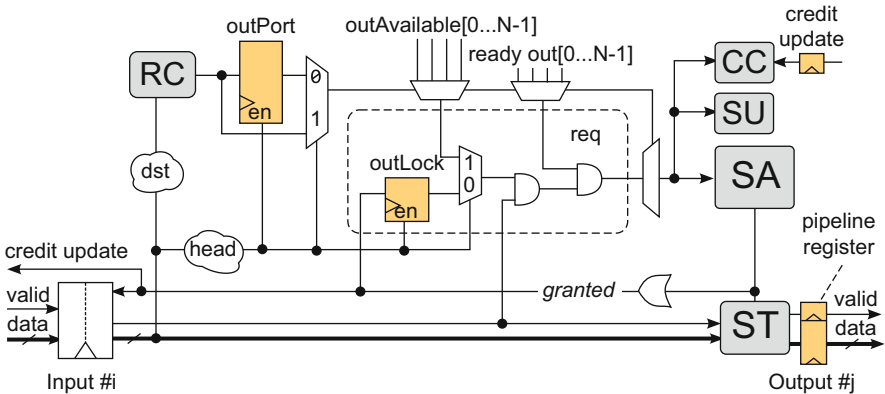 outPort
outAvailable[0...N-1]
credit
update
ready out[0...N-1]
RC
0
1
en
CC
SU
req
dst
outLock
1
0
en
SA
head
pipeline
register
credit update
granted
valid
data
ST
valid
data
Input #i
Output #j